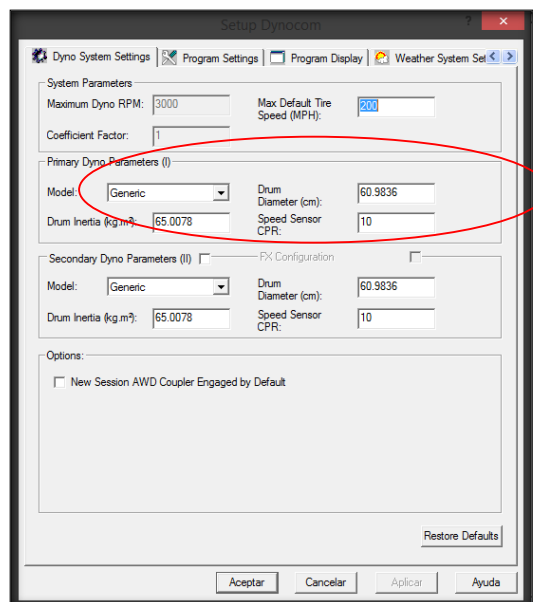 Setup Dynocom ?
Dyno System Settings Program Settings Program Display Weather System Set
System Parameters
Maximum Dyno RPM: 3000 Max Default Tire Speed (MPH): 200
Coefficient Factor: 1
Primary Dyno Parameters (I)
Model: Generic Drum Diameter (cm): 60.9836
Drum Inertia (kg.m²): 65.0078 Speed Sensor CPR: 10
Secondary Dyno Parameters (II) FX Configuration
Model: Generic Drum Diameter (cm): 60.9836
Drum Inertia (kg.m²): 65.0078 Speed Sensor CPR: 10
Options:
New Session AWD Coupler Engaged by Default
Restore Defaults
Aceptar Cancelar Aplicar Ayuda